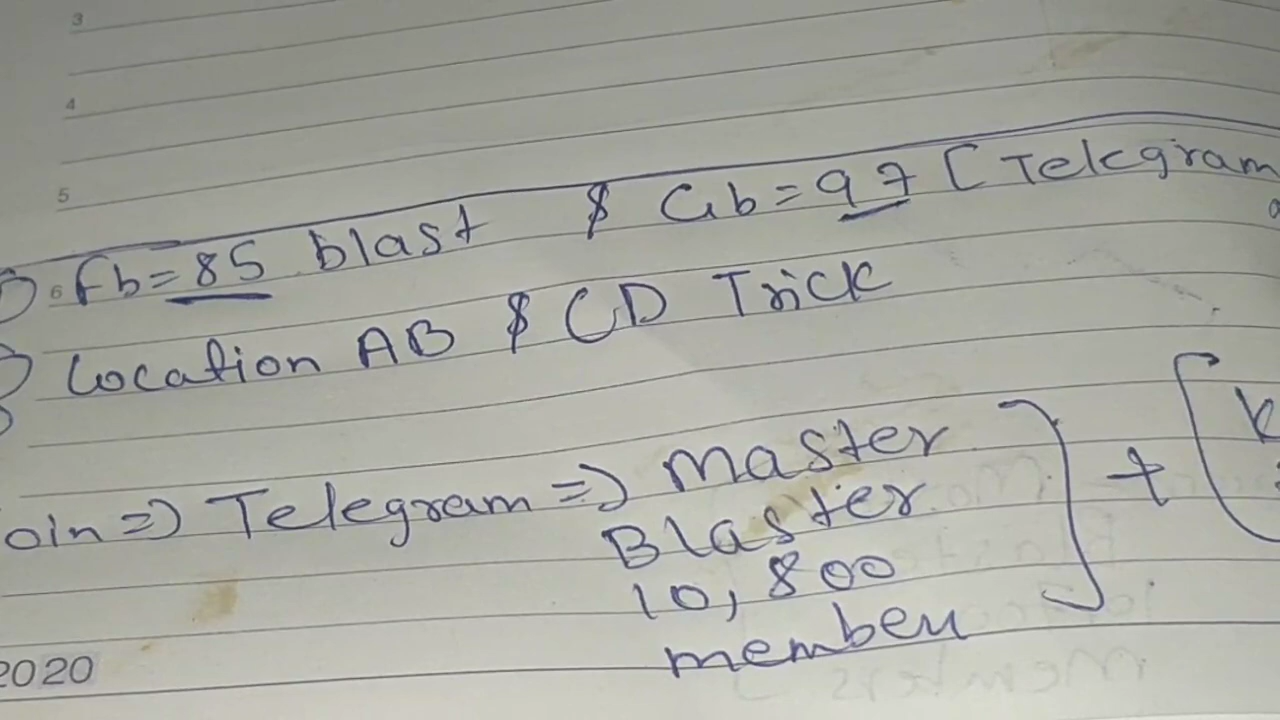 3
4
5
6 Fb=85 blast $ Gb=97 [Telegram
Location AB $ CD Trick
oin => Telegram => Master
Blaster
10,800
member
] + [
2020